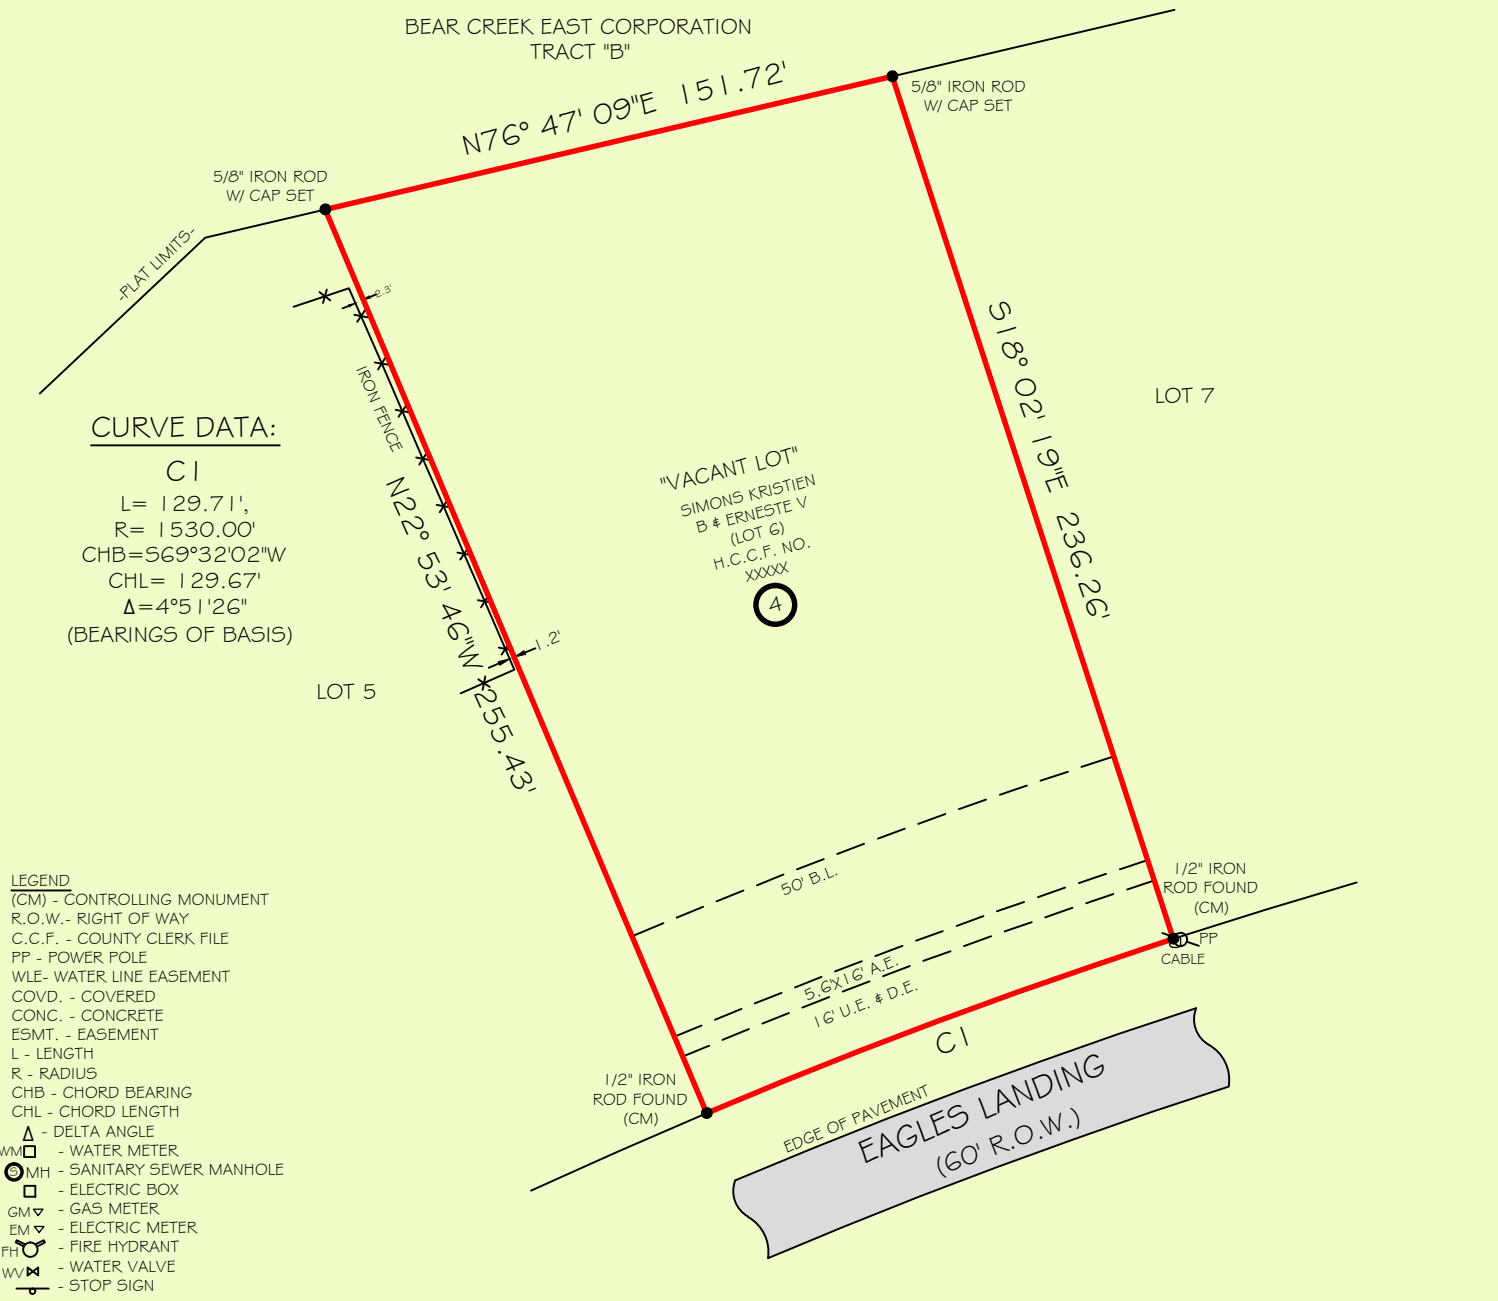 BEAR CREEK EAST CORPORATION
TRACT "B"
N76° 47' 09"E 151.72'
5/8" IRON ROD
W/ CAP SET
5/8" IRON ROD
W/ CAP SET
-PLAT LIMITS-
2.3'
IRON FENCE
N22° 53' 46"W 255.43'
1.2'
S18° 02' 19"E 236.26'
LOT 7
CURVE DATA:
C1
L= 129.71',
R= 1530.00'
CHB=S69°32'02"W
CHL= 129.67'
Δ=4°51'26"
(BEARINGS OF BASIS)
"VACANT LOT"
SIMONS KRISTIEN
B & ERNESTE V
(LOT 6)
H.C.C.F. NO.
XXXXX
4
LOT 5
50' B.L.
5.6'X16' A.E.
16' U.E. & D.E.
1/2" IRON
ROD FOUND
(CM)
PP
CABLE
C1
1/2" IRON
ROD FOUND
(CM)
EDGE OF PAVEMENT
EAGLES LANDING
(60' R.O.W.)
LEGEND
(CM) - CONTROLLING MONUMENT
R.O.W.- RIGHT OF WAY
C.C.F. - COUNTY CLERK FILE
PP - POWER POLE
WLE- WATER LINE EASEMENT
COVD. - COVERED
CONC. - CONCRETE
ESMT. - EASEMENT
L - LENGTH
R - RADIUS
CHB - CHORD BEARING
CHL - CHORD LENGTH
Δ - DELTA ANGLE
WM - WATER METER
S MH - SANITARY SEWER MANHOLE
- ELECTRIC BOX
GM - GAS METER
EM - ELECTRIC METER
FH - FIRE HYDRANT
WV - WATER VALVE
- STOP SIGN